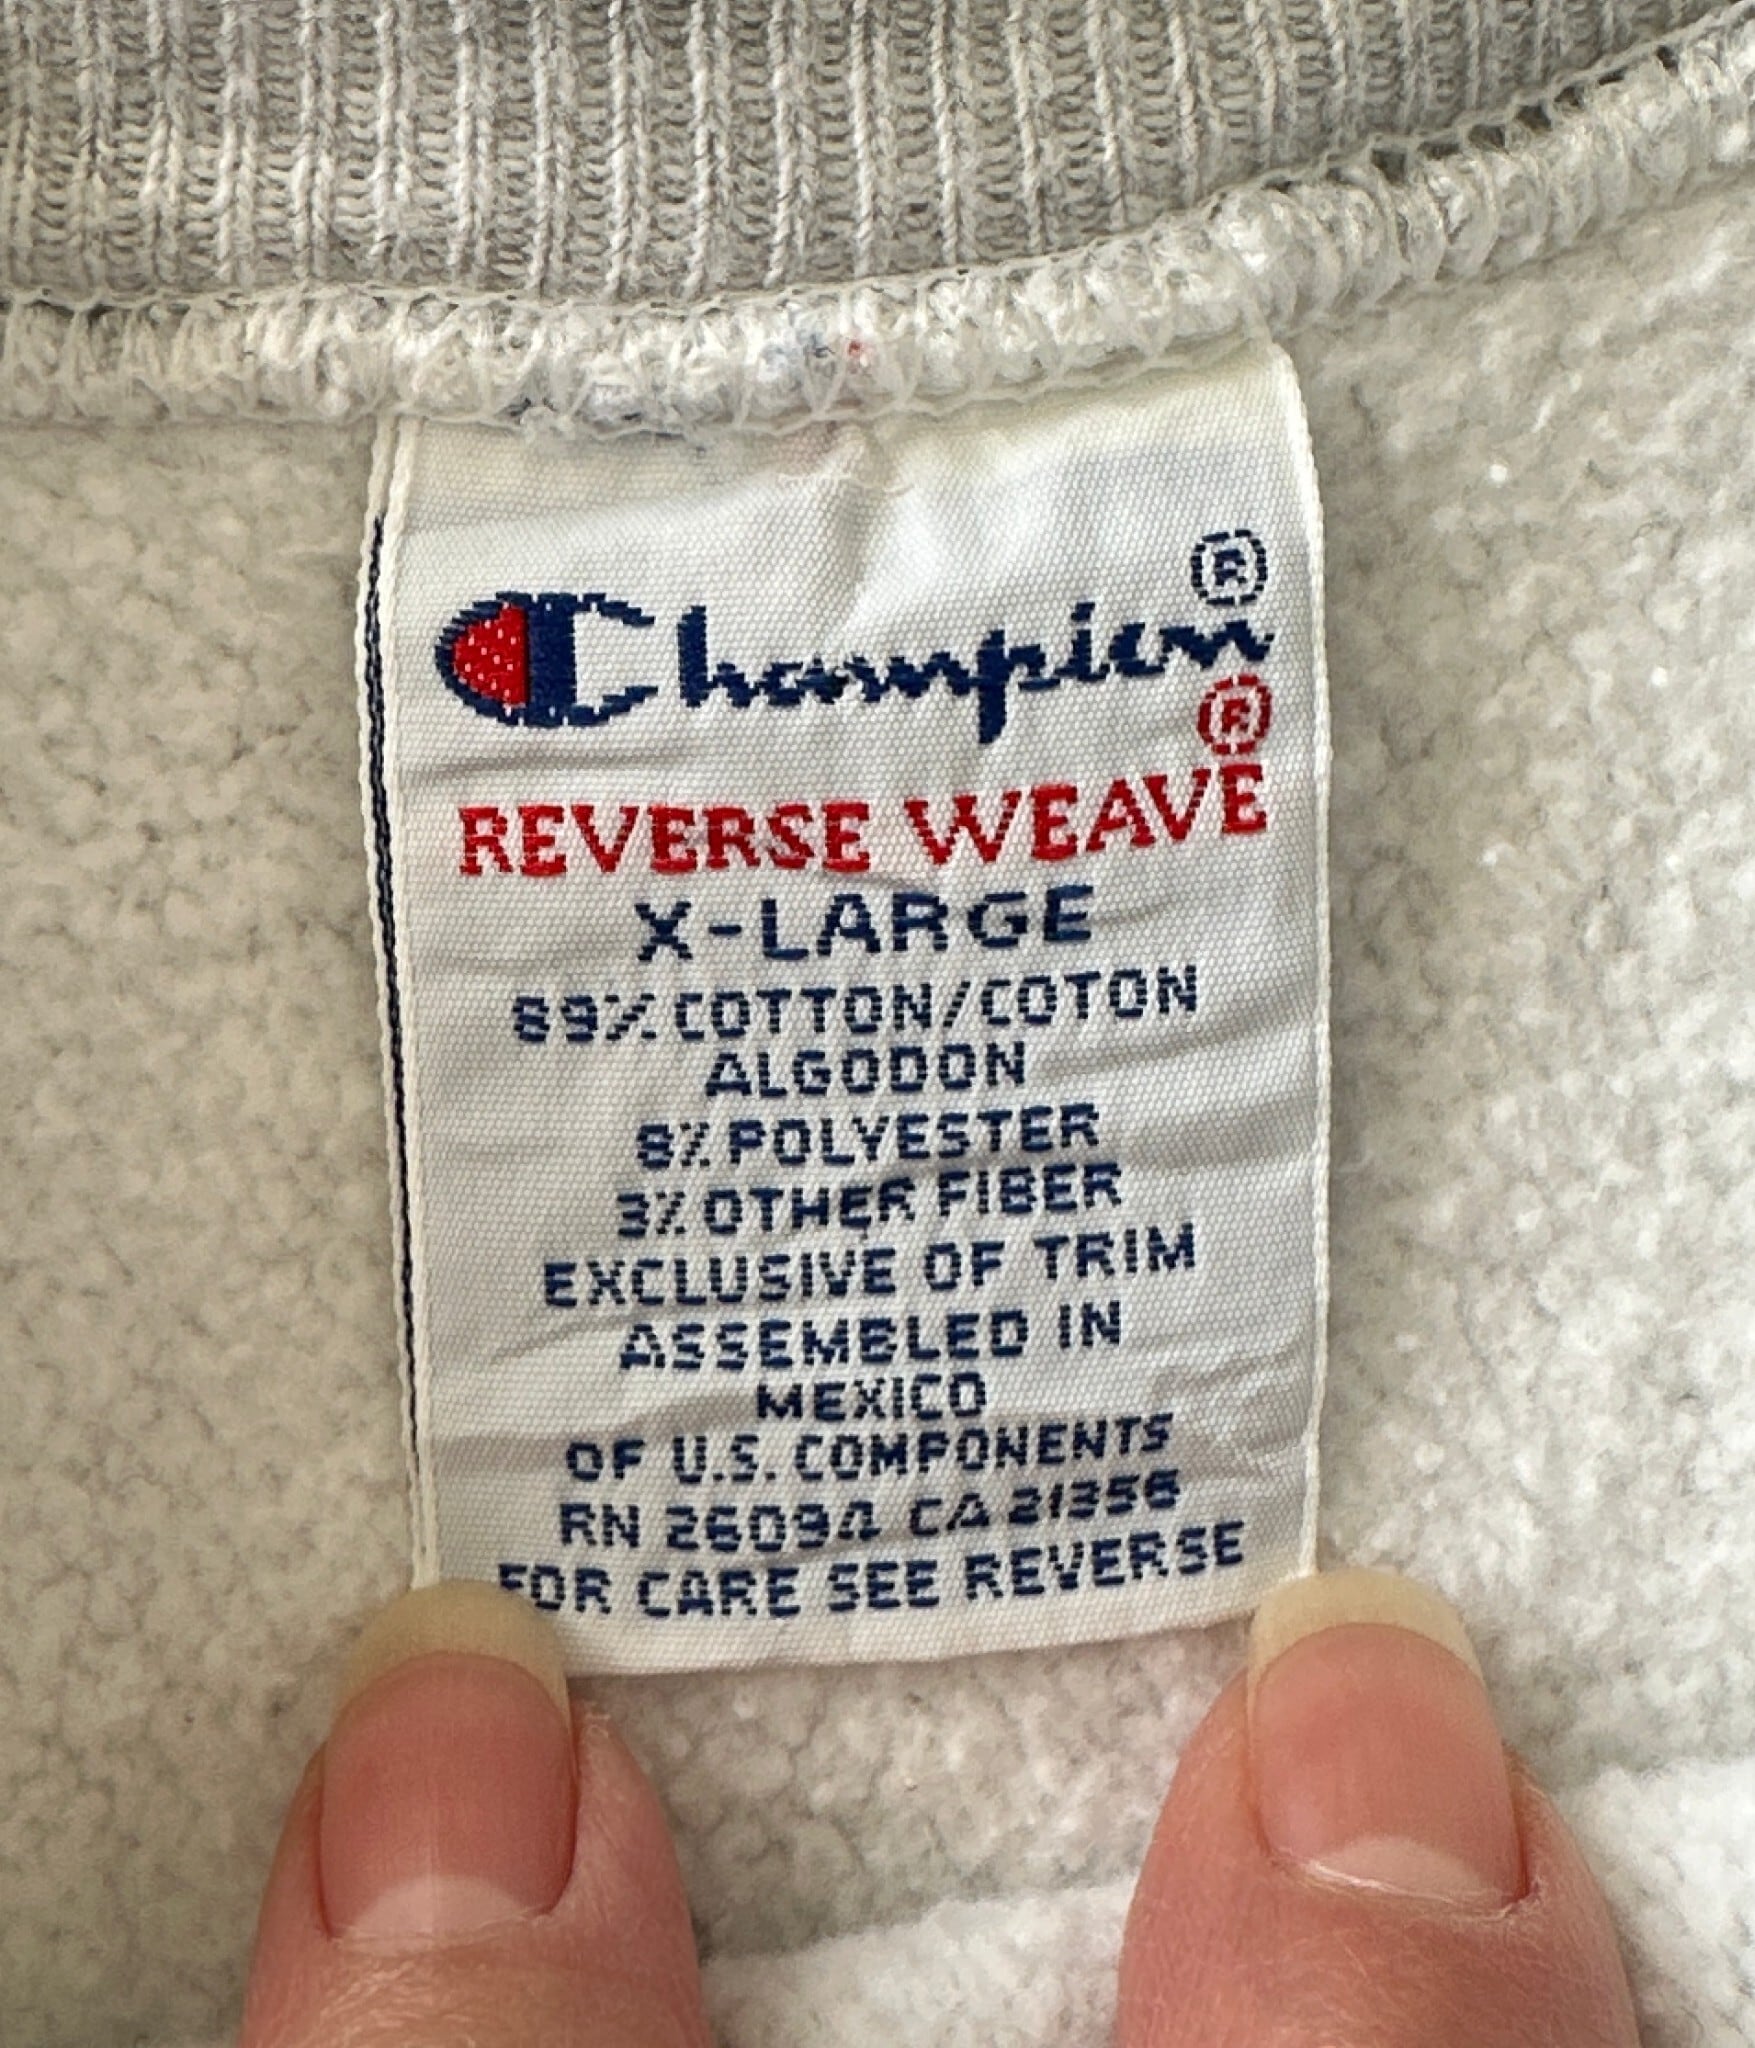 Champion®
REVERSE WEAVE®
X-LARGE
89% COTTON/COTON
ALGODON
8% POLYESTER
3% OTHER FIBER
EXCLUSIVE OF TRIM
ASSEMBLED IN
MEXICO
OF U.S. COMPONENTS
RN 26094 CA 21356
FOR CARE SEE REVERSE